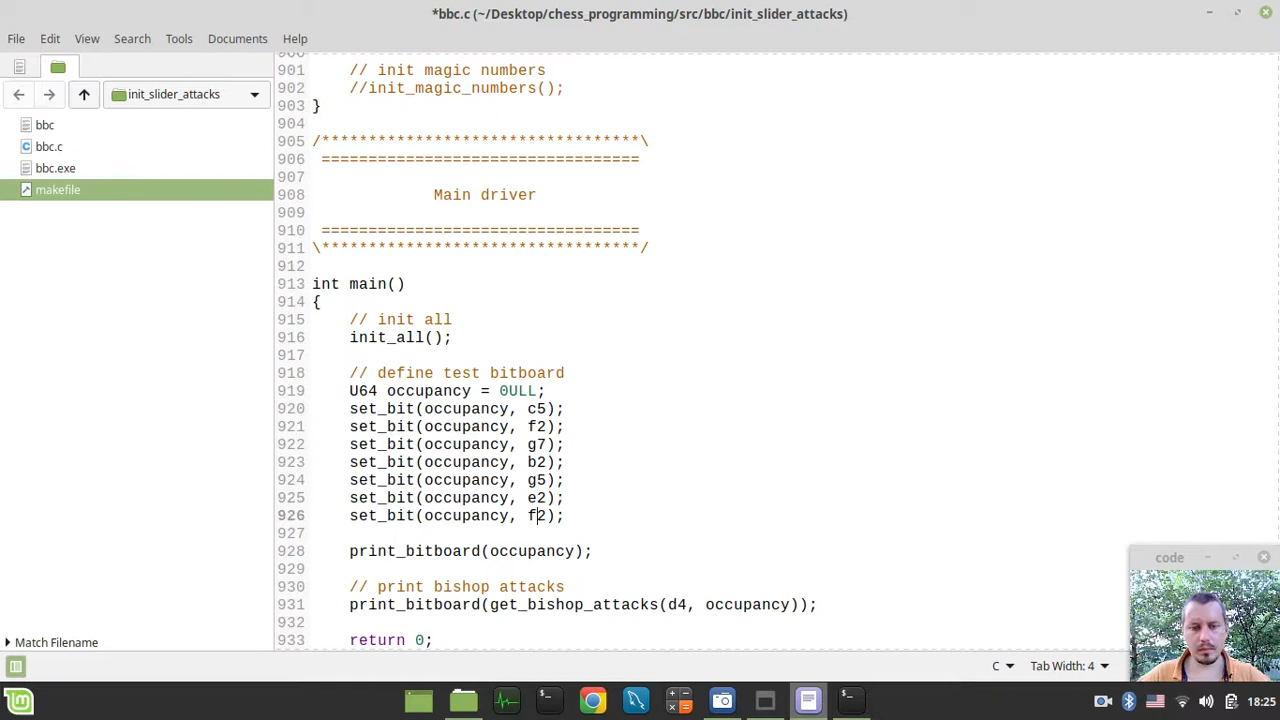 *bbc.c (~/Desktop/chess_programming/src/bbc/init_slider_attacks)
File Edit View Search Tools Documents Help
init_slider_attacks
bbc
bbc.c
bbc.exe
makefile
Match Filename
901 // init magic numbers
902 //init_magic_numbers();
903 }
904
905 /*********************************\
906 ==================================
907
908 Main driver
909
910 ==================================
911 \*********************************/
912
913 int main()
914 {
915 // init all
916 init_all();
917
918 // define test bitboard
919 U64 occupancy = 0ULL;
920 set_bit(occupancy, c5);
921 set_bit(occupancy, f2);
922 set_bit(occupancy, g7);
923 set_bit(occupancy, b2);
924 set_bit(occupancy, g5);
925 set_bit(occupancy, e2);
926 set_bit(occupancy, f2);
927
928 print_bitboard(occupancy);
929
930 // print bishop attacks
931 print_bitboard(get_bishop_attacks(d4, occupancy));
932
933 return 0;
code
C Tab Width: 4
18:25